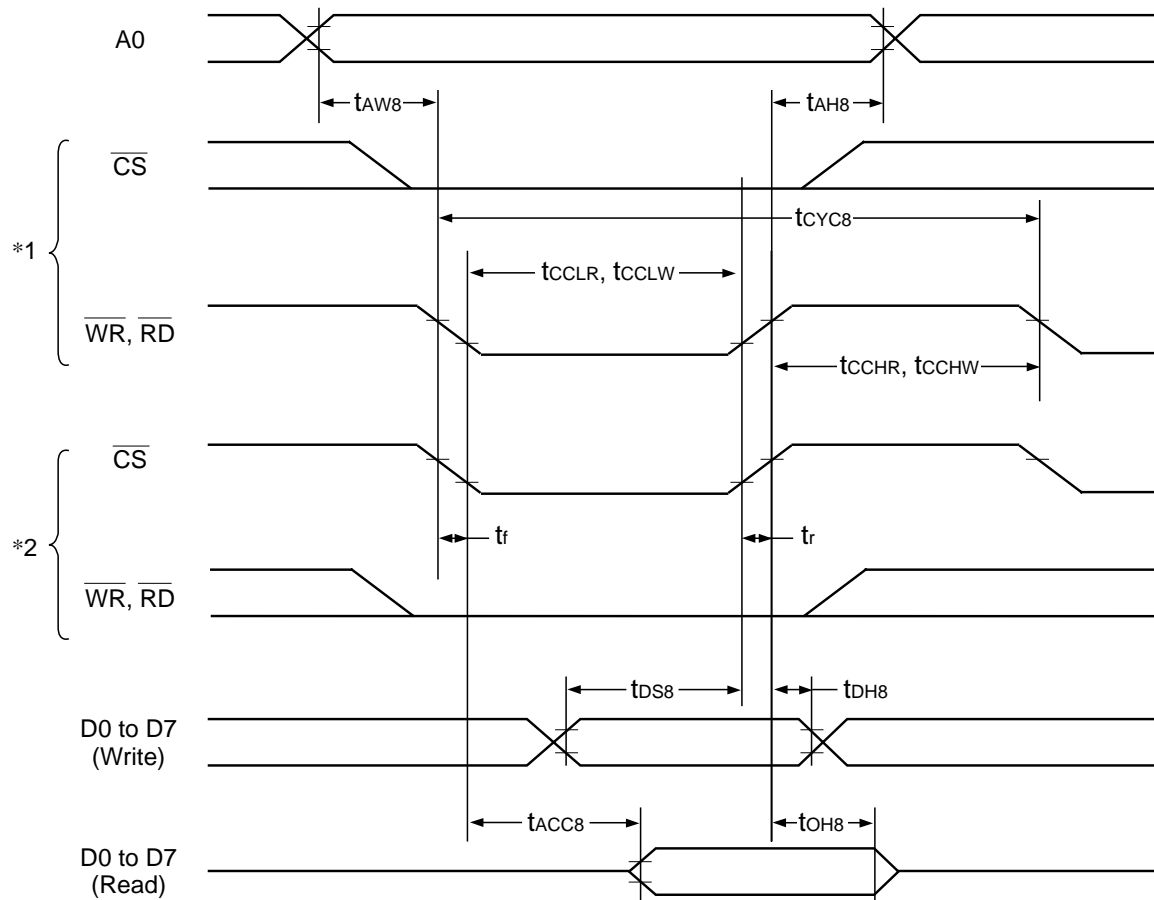 A0
tAW8
tAH8
*1
CS
tCYC8
tCCLR, tCCLW
WR, RD
tCCHR, tCCHW
*2
CS
tf
tr
WR, RD
tDS8
tDH8
D0 to D7
(Write)
tACC8
tOH8
D0 to D7
(Read)